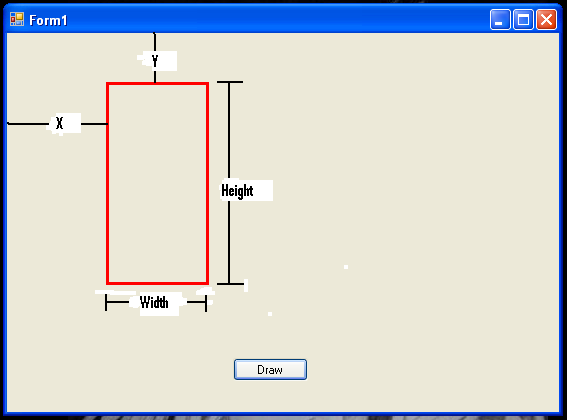 Form1
Y
X
Height
Width
Draw